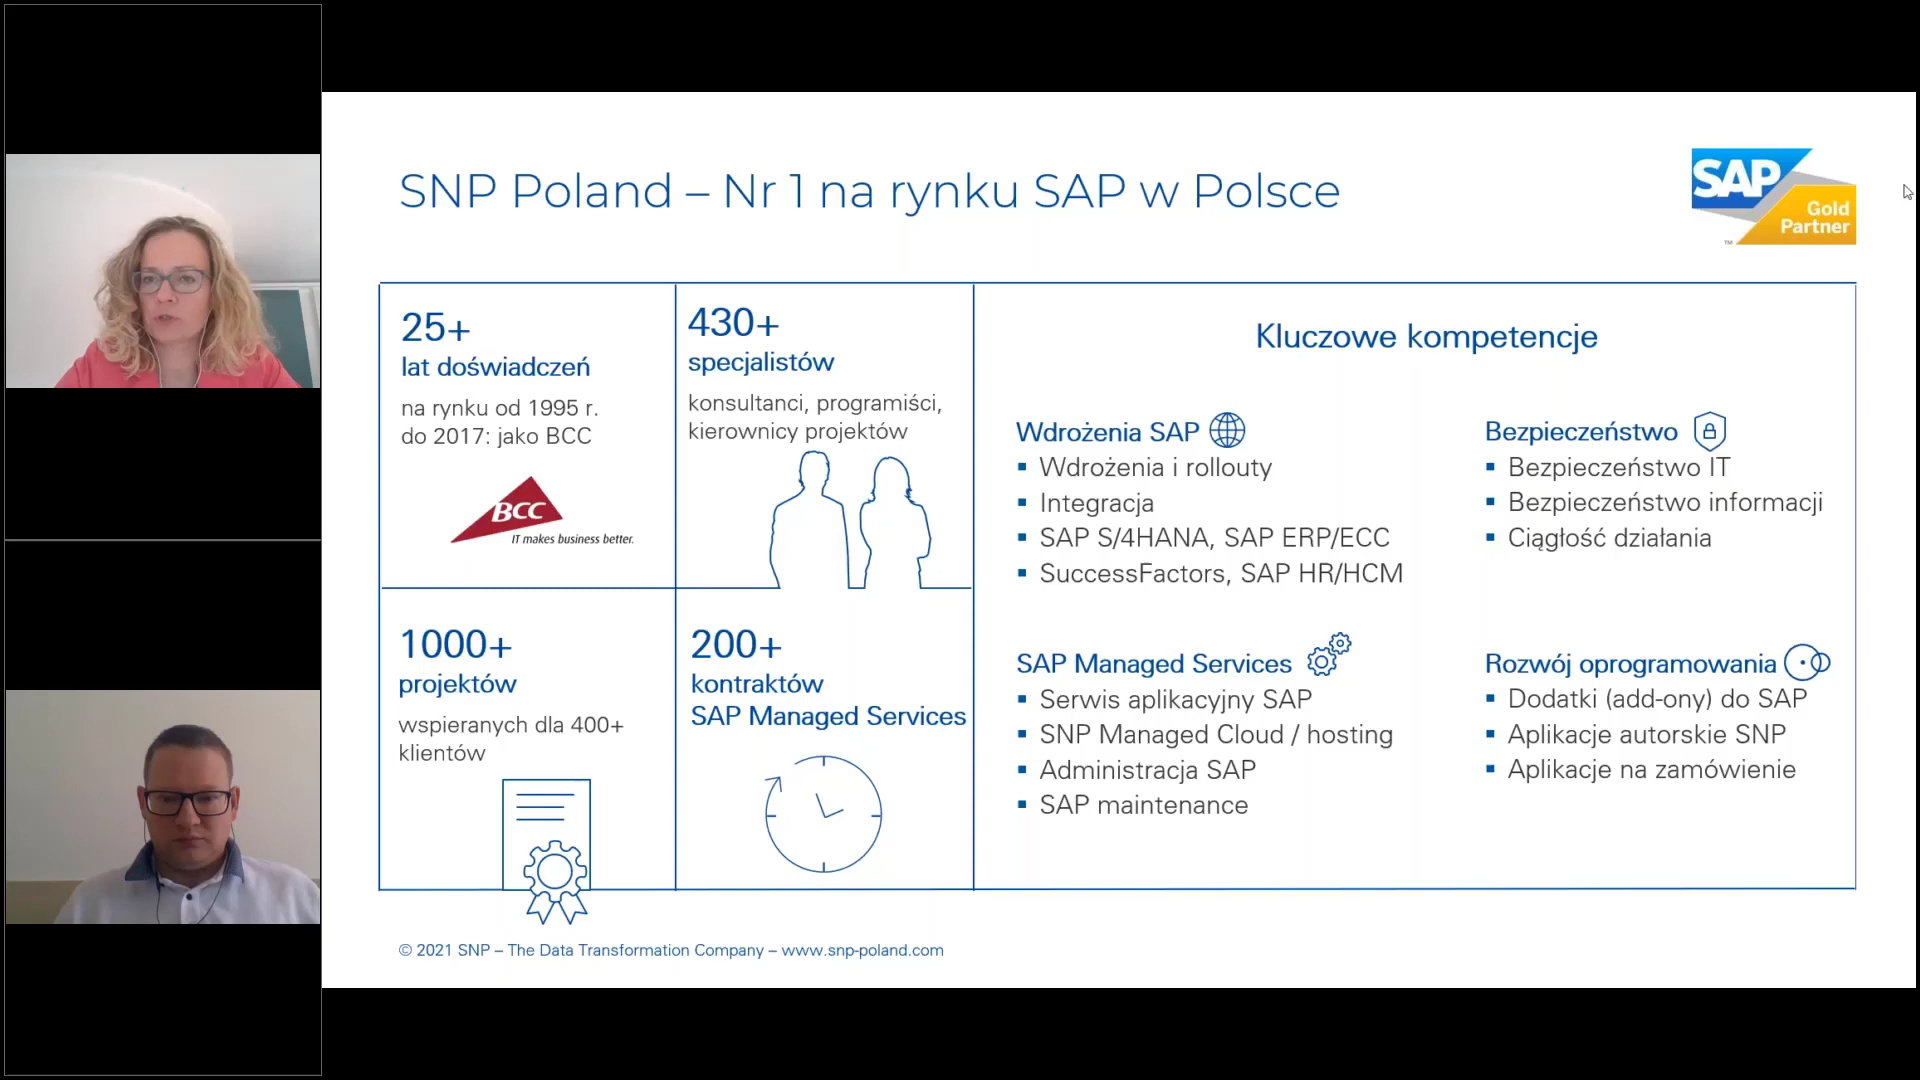 SNP Poland – Nr 1 na rynku SAP w Polsce
SAP
Gold
Partner
™
25+
lat doświadczeń
na rynku od 1995 r.
do 2017: jako BCC
BCC
IT makes business better.
430+
specjalistów
konsultanci, programiści,
kierownicy projektów
1000+
projektów
wspieranych dla 400+
klientów
200+
kontraktów
SAP Managed Services
Kluczowe kompetencje
Wdrożenia SAP
▪ Wdrożenia i rollouty
▪ Integracja
▪ SAP S/4HANA, SAP ERP/ECC
▪ SuccessFactors, SAP HR/HCM
Bezpieczeństwo
▪ Bezpieczeństwo IT
▪ Bezpieczeństwo informacji
▪ Ciągłość działania
SAP Managed Services
▪ Serwis aplikacyjny SAP
▪ SNP Managed Cloud / hosting
▪ Administracja SAP
▪ SAP maintenance
Rozwój oprogramowania
▪ Dodatki (add-ony) do SAP
▪ Aplikacje autorskie SNP
▪ Aplikacje na zamówienie
© 2021 SNP – The Data Transformation Company – www.snp-poland.com